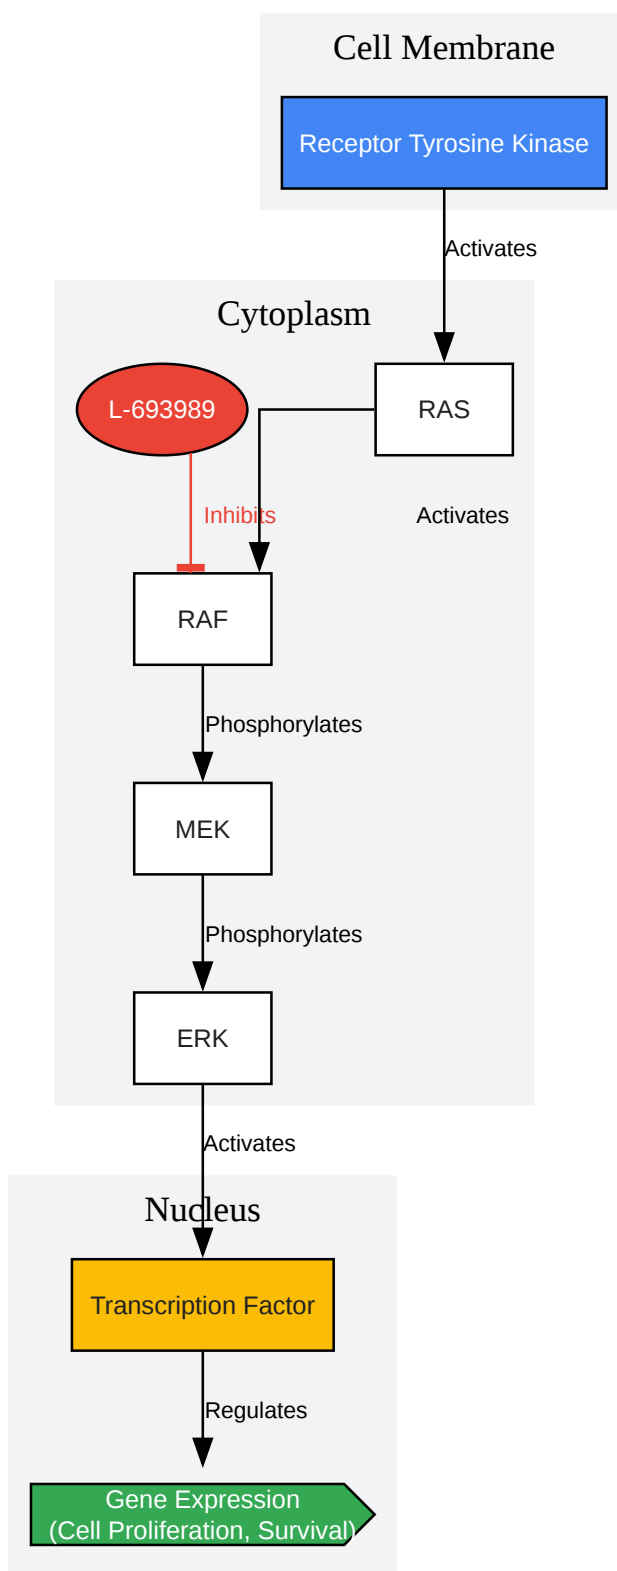 Cell Membrane
Receptor Tyrosine Kinase
Activates
Cytoplasm
L-693989
RAS
Inhibits
Activates
RAF
Phosphorylates
MEK
Phosphorylates
ERK
Activates
Nucleus
Transcription Factor
Regulates
Gene Expression
(Cell Proliferation, Survival)